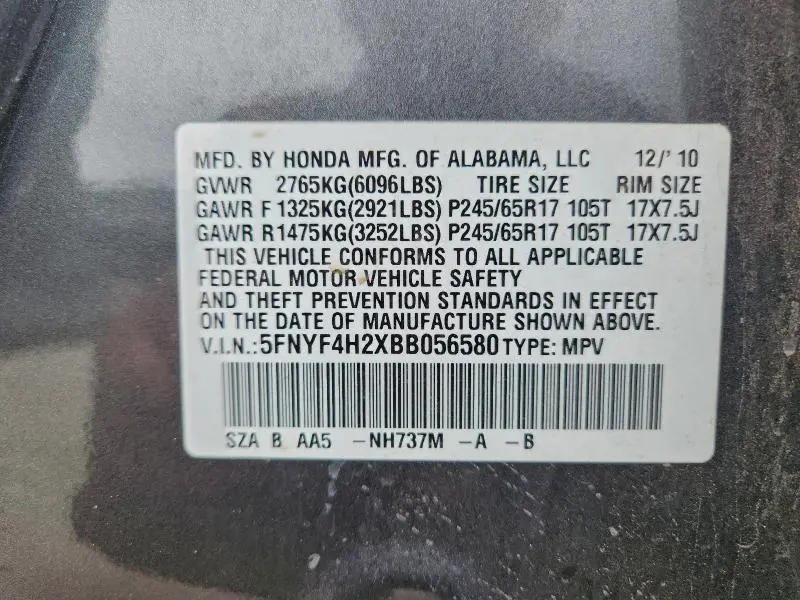 MFD. BY HONDA MFG. OF ALABAMA, LLC 12/'10
GVWR 2765KG(6096LBS) TIRE SIZE RIM SIZE
GAWR F 1325KG(2921LBS) P245/65R17 105T 17X7.5J
GAWR R1475KG(3252LBS) P245/65R17 105T 17X7.5J
THIS VEHICLE CONFORMS TO ALL APPLICABLE
FEDERAL MOTOR VEHICLE SAFETY
AND THEFT PREVENTION STANDARDS IN EFFECT
ON THE DATE OF MANUFACTURE SHOWN ABOVE.
V.I.N.: 5FNYF4H2XBB056580 TYPE: MPV
SZA B AA5 -NH737M -A -B